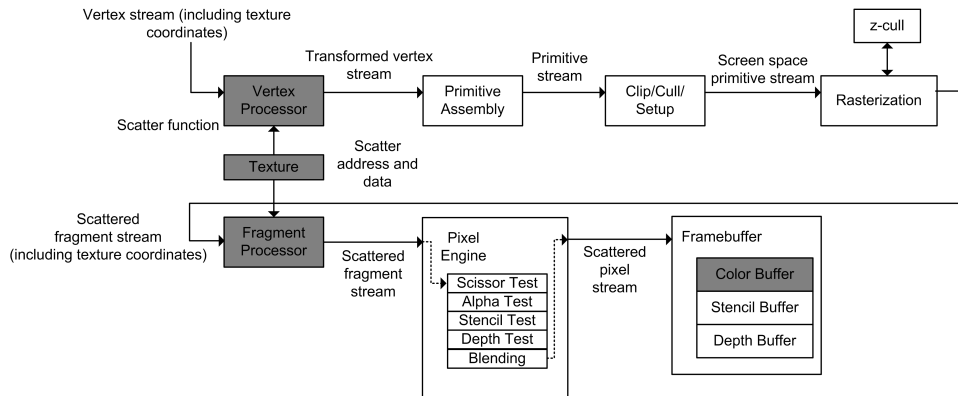 Vertex stream (including texture
coordinates)
z-cull
Transformed vertex
stream
Primitive
stream
Screen space
primitive stream
Vertex
Processor
Primitive
Assembly
Clip/Cull/
Setup
Rasterization
Scatter function
Texture
Scatter
address and
data
Scattered
fragment stream
(including texture coordinates)
Fragment
Processor
Scattered
fragment
stream
Pixel
Engine
Scissor Test
Alpha Test
Stencil Test
Depth Test
Blending
Scattered
pixel
stream
Framebuffer
Color Buffer
Stencil Buffer
Depth Buffer